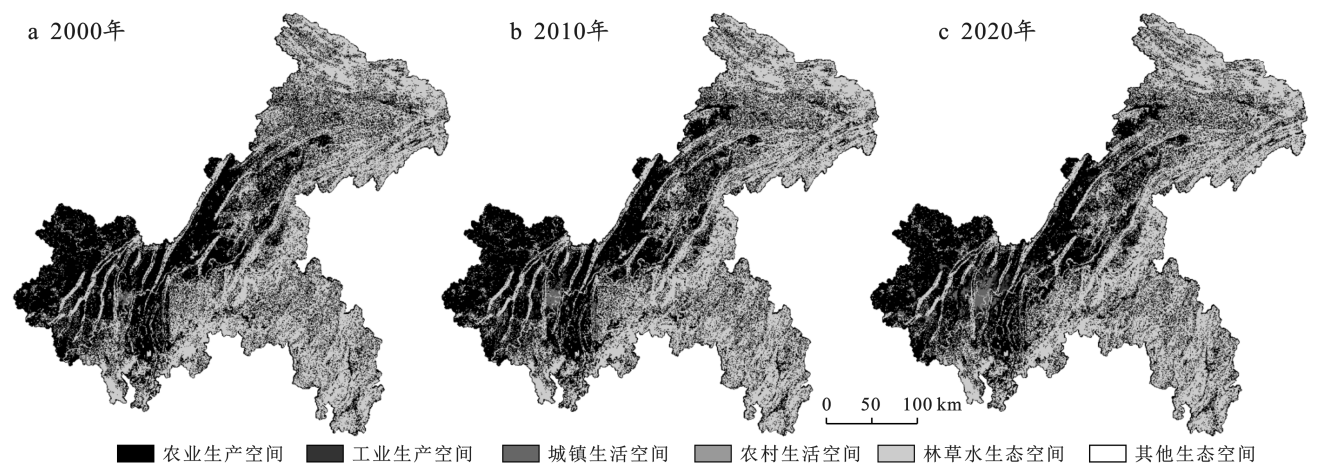 a 2000年
b 2010年
c 2020年
0 50 100 km
农业生产空间 工业生产空间 城镇生活空间 农村生活空间 林草水生态空间 其他生态空间